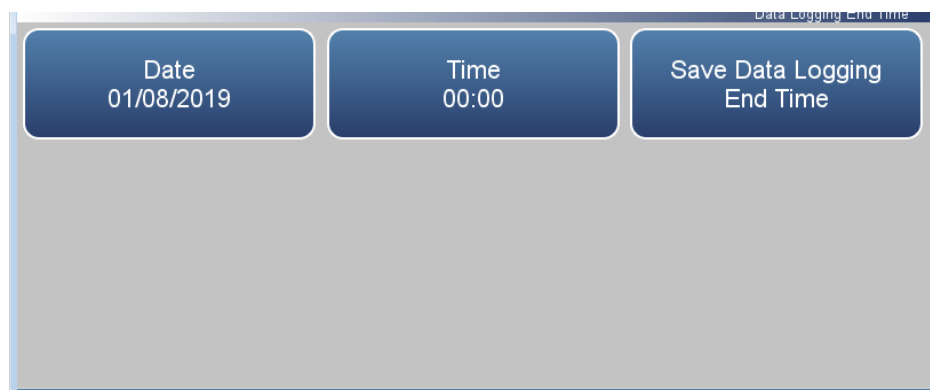 Data Logging End Time
Date
01/08/2019
Time
00:00
Save Data Logging
End Time